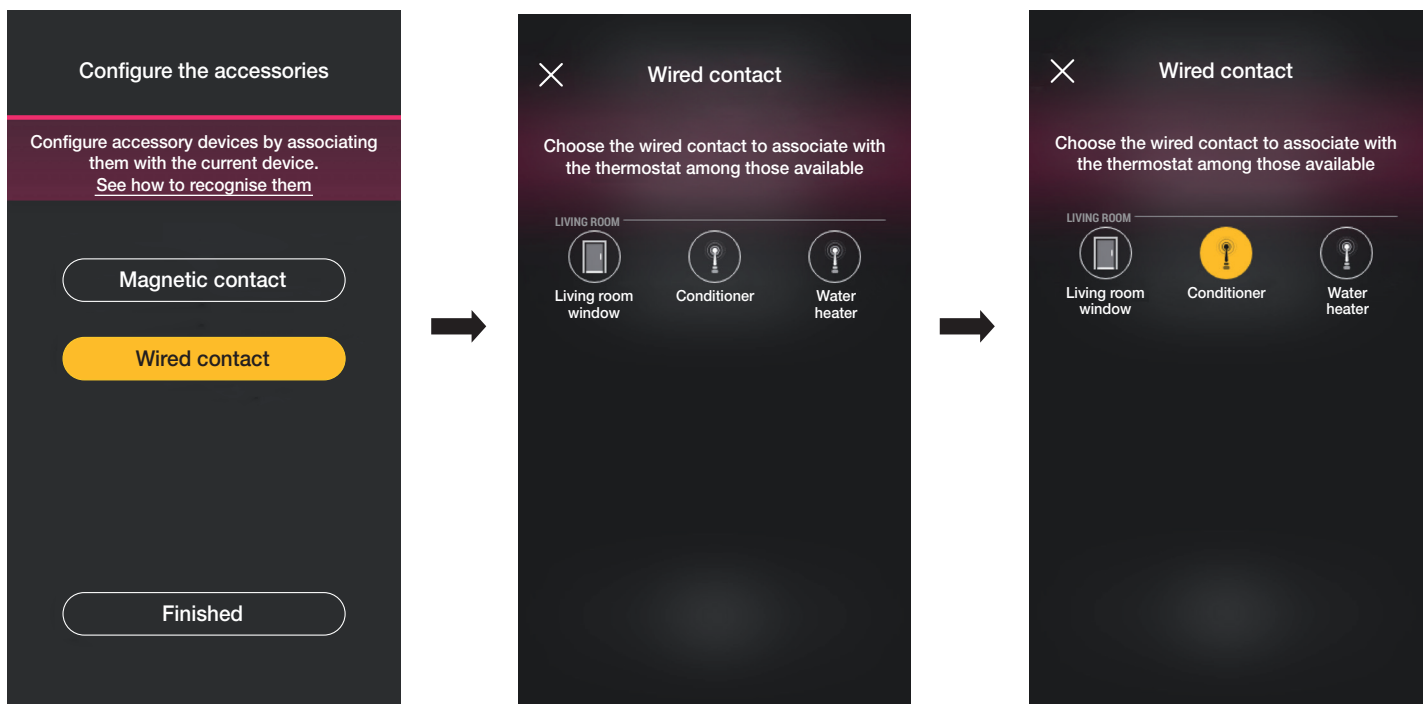 Configure the accessories
Configure accessory devices by associating
them with the current device.
See how to recognise them
Magnetic contact
Wired contact
Finished
Wired contact
Choose the wired contact to associate with
the thermostat among those available
LIVING ROOM
Living room
window
Conditioner
Water
heater
Wired contact
Choose the wired contact to associate with
the thermostat among those available
LIVING ROOM
Living room
window
Conditioner
Water
heater